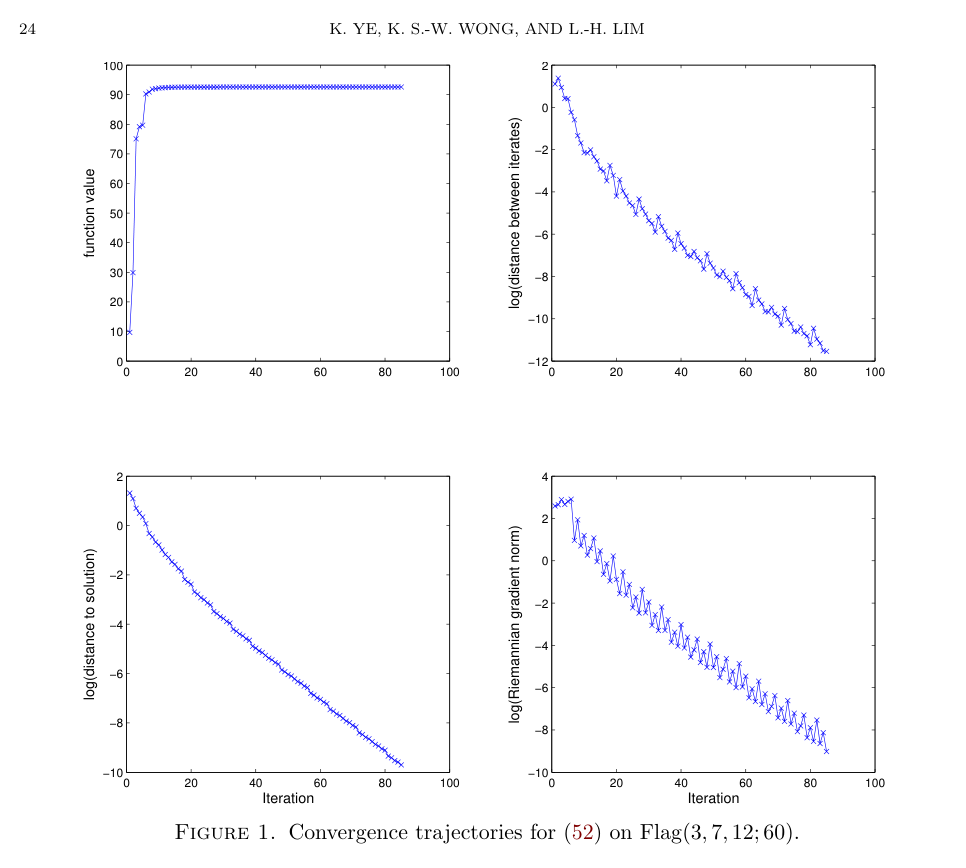 24
K. YE, K. S.-W. WONG, AND L.-H. LIM
function value
100
90
80
70
60
50
40
30
20
10
0
0 20 40 60 80 100
log(distance between iterates)
2
0
−2
−4
−6
−8
−10
−12
0 20 40 60 80 100
log(distance to solution)
2
0
−2
−4
−6
−8
−10
0 20 40 60 80 100
Iteration
log(Riemannian gradient norm)
4
2
0
−2
−4
−6
−8
−10
0 20 40 60 80 100
Iteration
FIGURE 1. Convergence trajectories for (52) on Flag(3, 7, 12; 60).